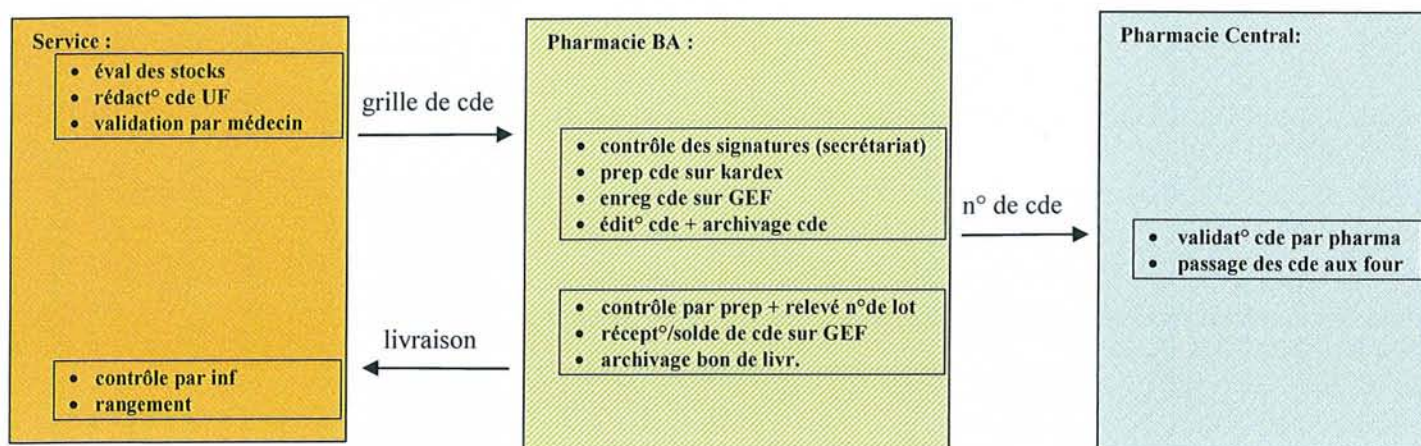 Service :
• éval des stocks
• rédact° cde UF
• validation par médecin
grille de cde
Pharmacie BA :
• contrôle des signatures (secrétariat)
• prep cde sur kardex
• enreg cde sur GEF
• édit° cde + archivage cde
n° de cde
Pharmacie Central:
• validat° cde par pharma
• passage des cde aux four
• contrôle par prep + relevé n°de lot
• récept°/solde de cde sur GEF
• archivage bon de livr.
livraison
• contrôle par inf
• rangement